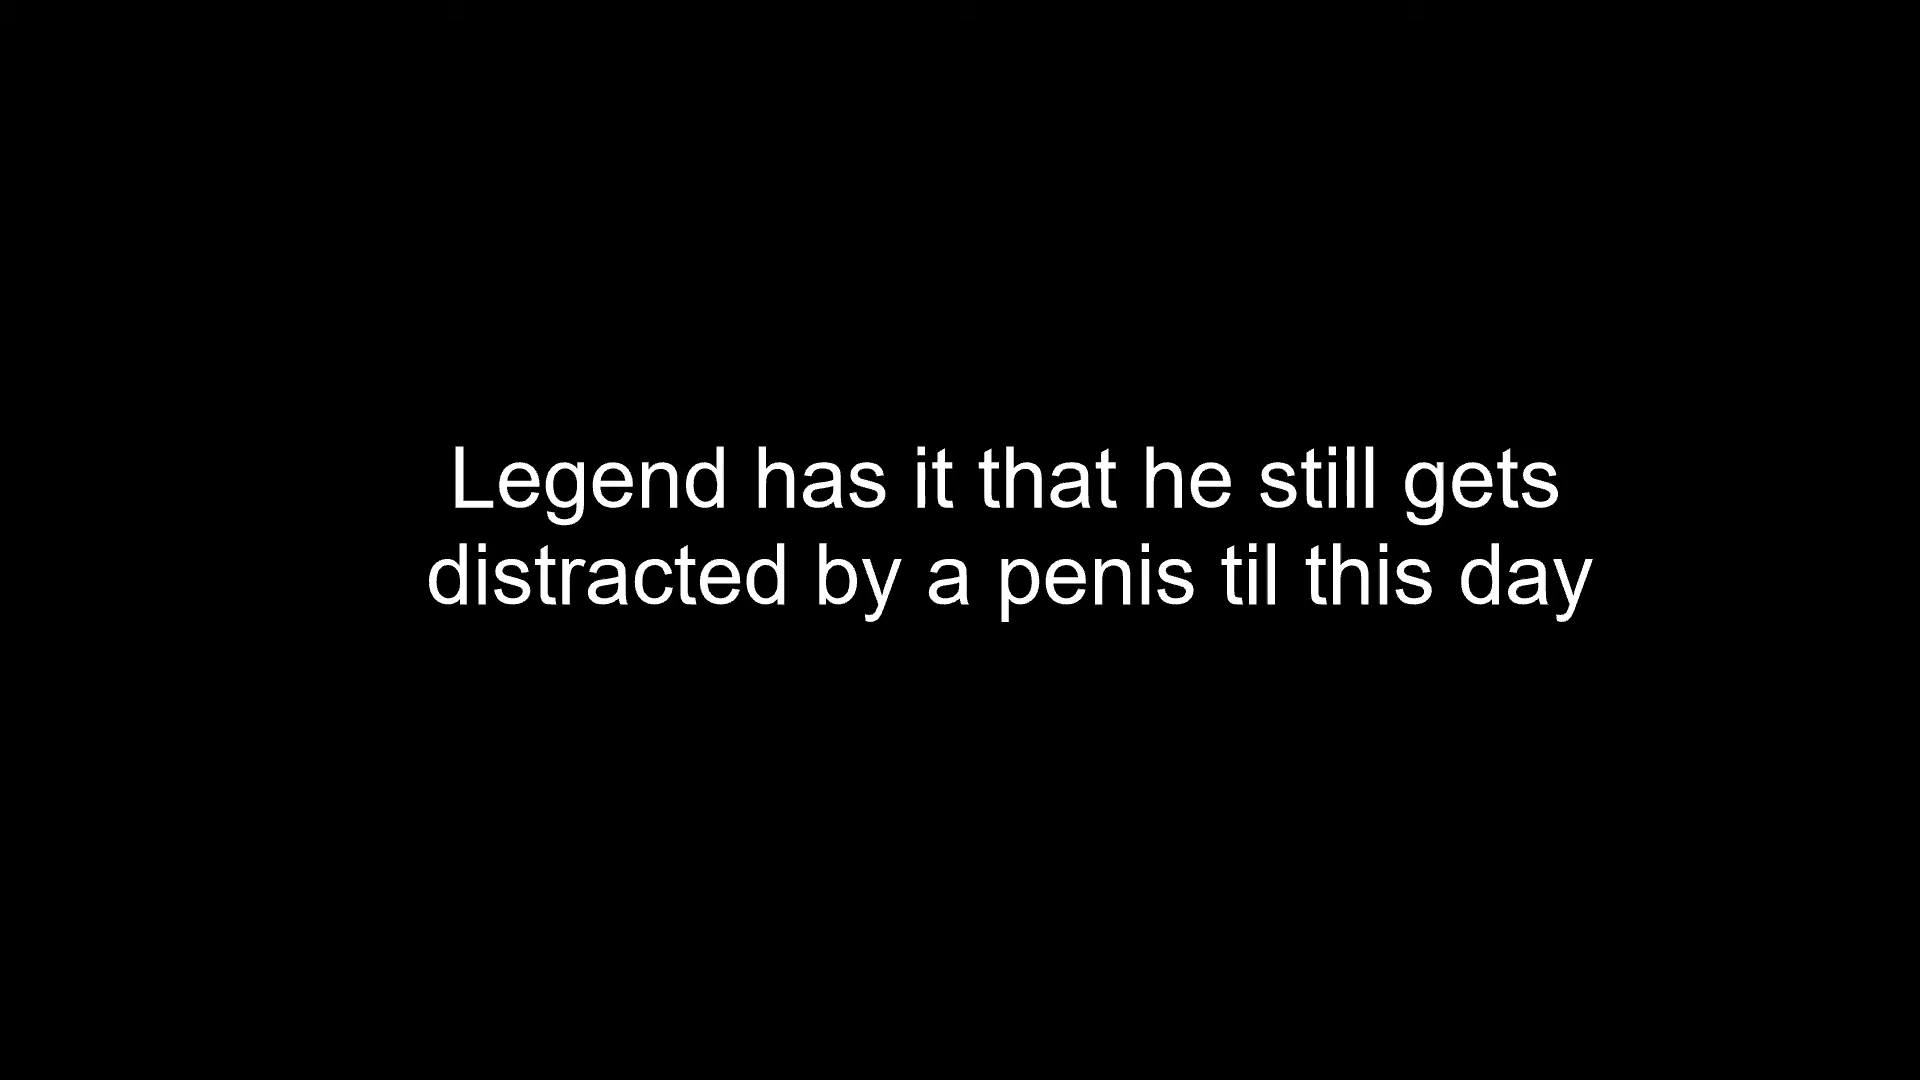 Legend has it that he still gets
distracted by a penis til this day